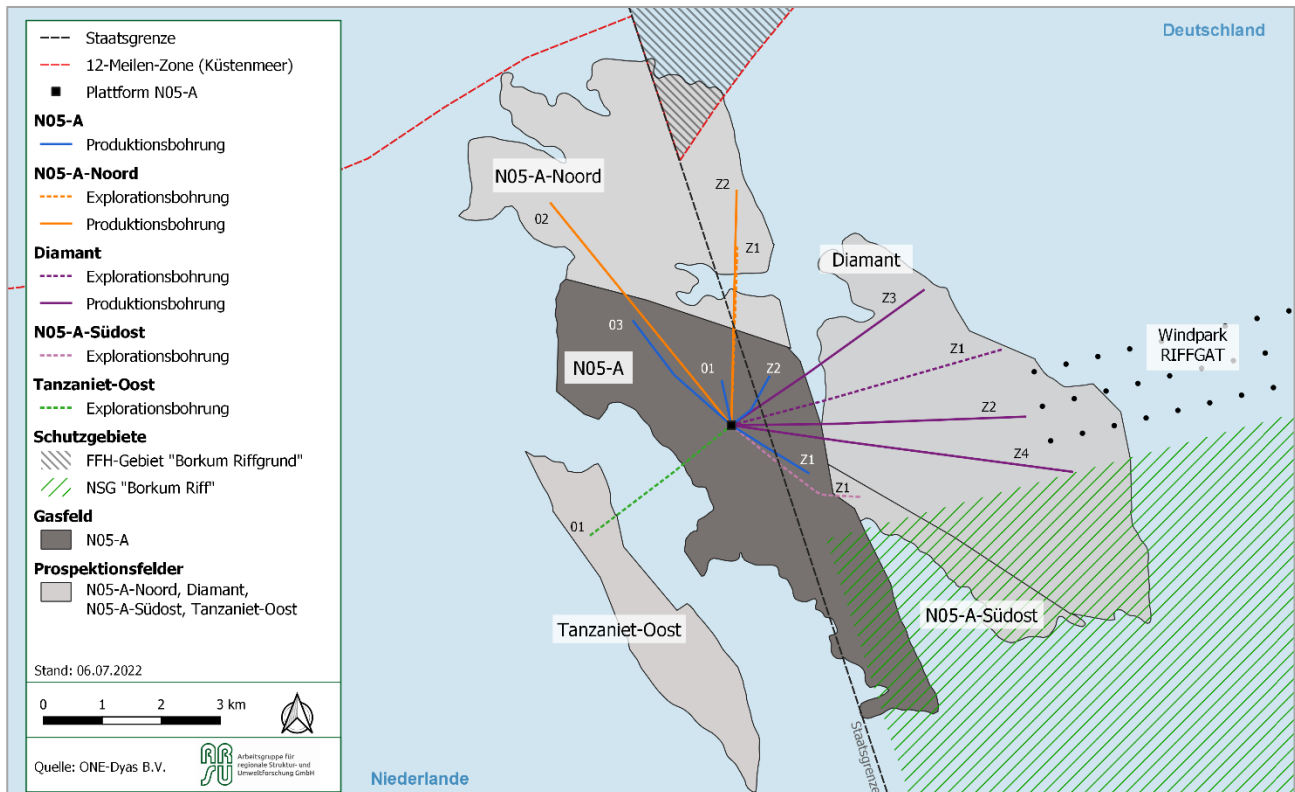 Staatsgrenze
12-Meilen-Zone (Küstenmeer)
Plattform N05-A
N05-A
Produktionsbohrung
N05-A-Noord
Explorationsbohrung
Produktionsbohrung
Diamant
Explorationsbohrung
Produktionsbohrung
N05-A-Südost
Explorationsbohrung
Tanzaniet-Oost
Explorationsbohrung
Schutzgebiete
FFH-Gebiet "Borkum Riffgrund"
NSG "Borkum Riff"
Gasfeld
N05-A
Prospektionsfelder
N05-A-Noord, Diamant,
N05-A-Südost, Tanzaniet-Oost
Stand: 06.07.2022
0 1 2 3 km
Quelle: ONE-Dyas B.V.
ARSU
Arbeitsgruppe für
regionale Struktur- und
Umweltforschung GmbH
Deutschland
N05-A-Noord
Z2
02
Z1
Diamant
Z3
03
Windpark
RIFFGAT
Z1
N05-A
01
Z2
Z2
Z4
Z1
Z1
01
N05-A-Südost
Tanzaniet-Oost
Staatsgrenze
Niederlande